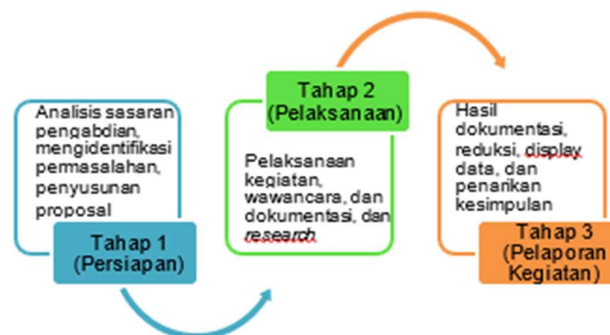 Analisis sasaran
pengabdian,
mengidentifikasi
permasalahan,
penyusunan
proposal
Tahap 1
(Persiapan)
Tahap 2
(Pelaksanaan)
Pelaksanaan
kegiatan,
wawancara, dan
dokumentasi, dan
research
Hasil
dokumentasi,
reduksi, display
data, dan
penarikan
kesimpulan
Tahap 3
(Pelaporan
Kegiatan)